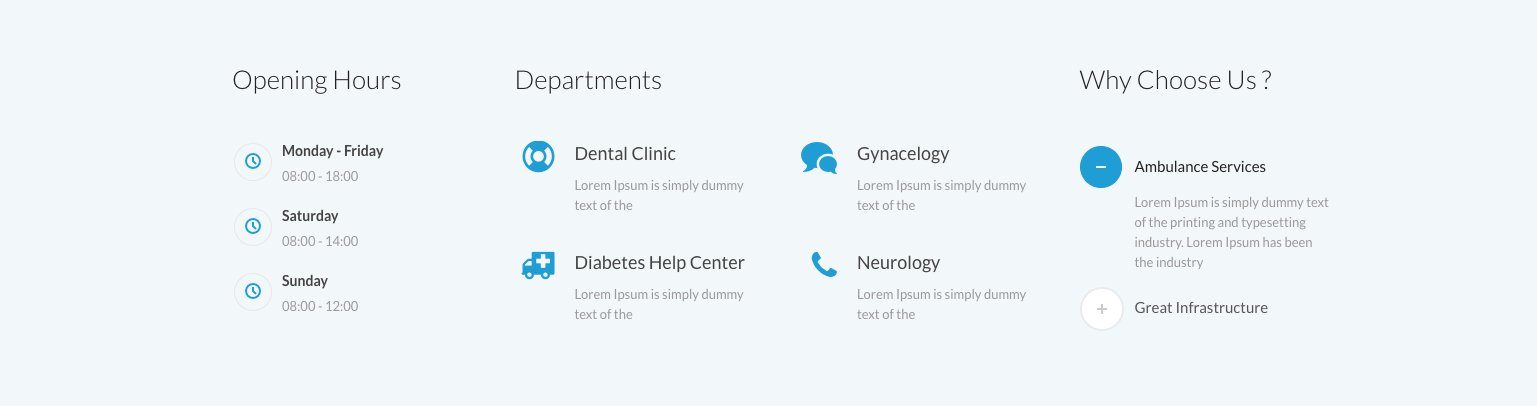 Opening Hours
Monday - Friday
08:00 - 18:00
Saturday
08:00 - 14:00
Sunday
08:00 - 12:00
Departments
Dental Clinic
Lorem Ipsum is simply dummy
text of the
Gynacelogy
Lorem Ipsum is simply dummy
text of the
Diabetes Help Center
Lorem Ipsum is simply dummy
text of the
Neurology
Lorem Ipsum is simply dummy
text of the
Why Choose Us ?
Ambulance Services
Lorem Ipsum is simply dummy text
of the printing and typesetting
industry. Lorem Ipsum has been
the industry
Great Infrastructure